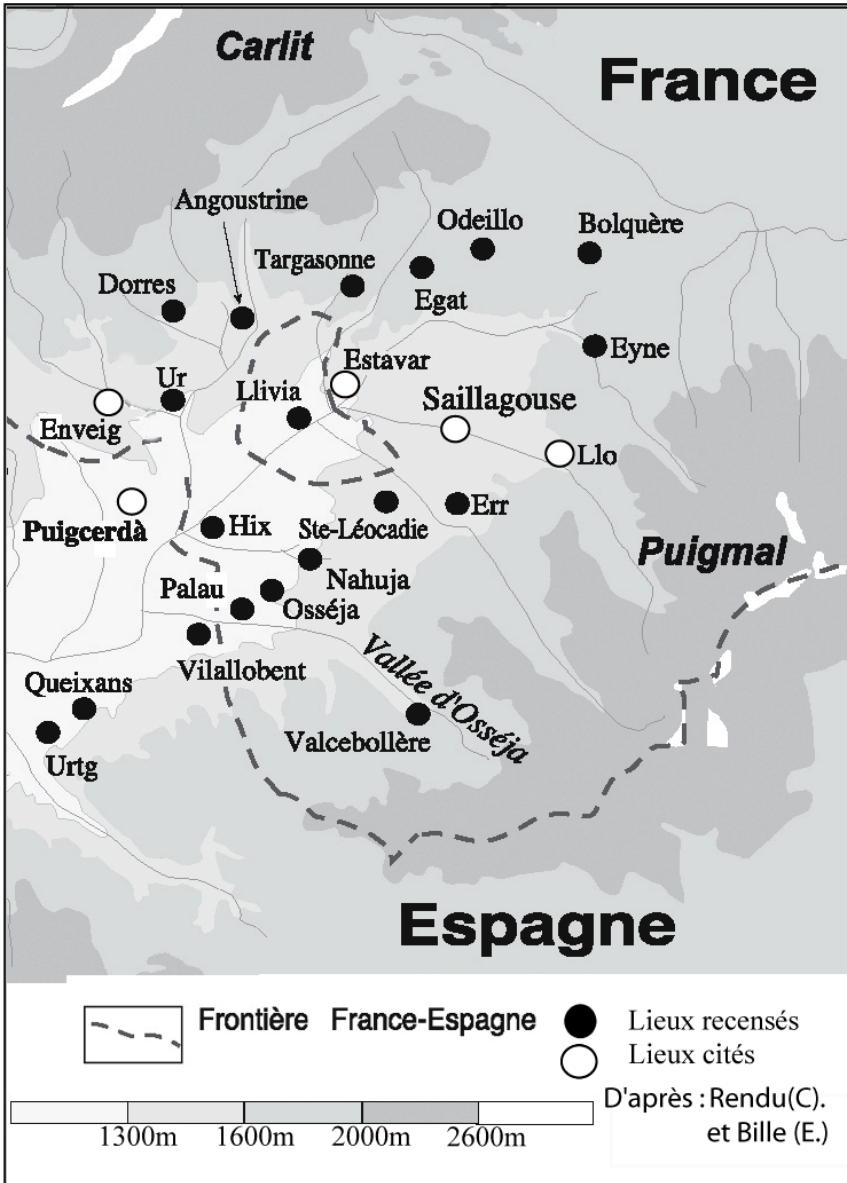 Carlit
France
Angoustrine
Odeillo
Bolquère
Targasonne
Dorres
Egat
Eyne
Estavar
Ur
Llivia
Saillagouse
Enveig
Llo
Puigcerdà
Hix
Ste-Léocadie
Err
Puigmal
Nahuja
Palau
Osséja
Vilallobent
Vallée d'Osséja
Queixans
Valcebollère
Urtg
Espagne
Frontière France-Espagne
Lieux recensés
Lieux cités
D'après : Rendu(C).
et Bille (E.)
1300m 1600m 2000m 2600m